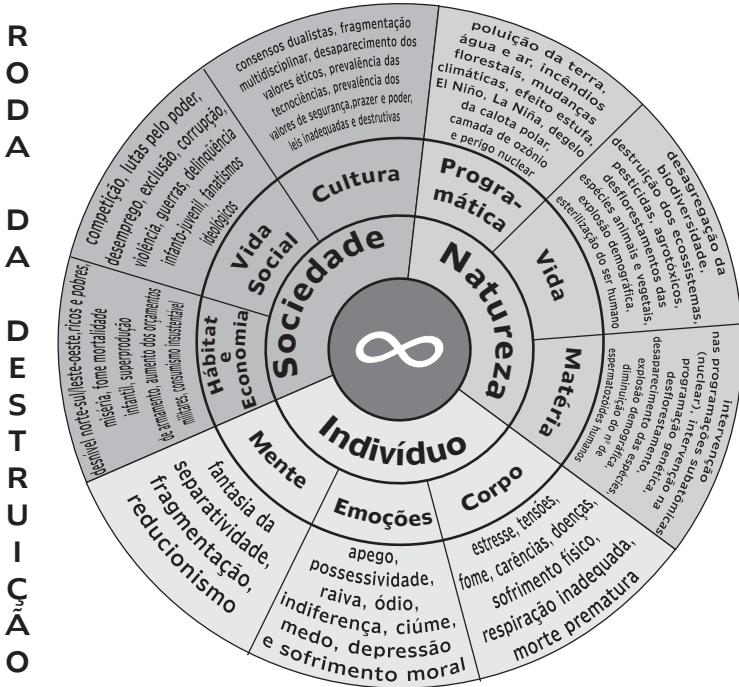 RODA DA DESTRUIÇÃO
Sociedade
Cultura
consensos dualistas, fragmentação
multidisciplinar, desaparecimento dos
valores éticos, prevalência das
tecnociências, prevalência dos
valores de segurança,prazer e poder,
leis inadequadas e destrutivas
Vida
Social
competição, lutas pelo poder,
desemprego, exclusão, corrupção,
violência, guerras, delinqüência
infanto-juvenil, fanatismos
ideológicos
Hábitat
e
Economia
desnível norte-sul/leste-oeste,ricos e pobres,
miséria, fome mortalidade
infantil, superprodução
de armamento, aumento dos orçamentos
militares, consumismo insustentável
Natureza
Progra-
mática
poluição da terra,
água e ar, incêndios
florestais, mudanças
climáticas, efeito estufa,
El Niño, La Niña, degelo
da calota polar,
camada de ozônio
e perigo nuclear
Vida
desagregação da
biodiversidade,
destruição dos ecossistemas,
pesticidas, agrotóxicos,
desflorestamentos das
espécies animais e vegetais,
explosão demográfica,
esterilização do ser humano
Matéria
intervenção
nas programações subatômicas
(nuclear), intervenção na
programação genética,
desflorestamento,
desaparecimento das espécies,
explosão demográfica,
diminuição do nº de
espermatozóides humanos
Indivíduo
Mente
fantasia da
separatividade,
fragmentação,
reducionismo
Emoções
apego,
possessividade,
raiva, ódio,
indiferença, ciúme,
medo, depressão
e sofrimento moral
Corpo
estresse, tensões,
fome, carências, doenças,
sofrimento físico,
respiração inadequada,
morte prematura